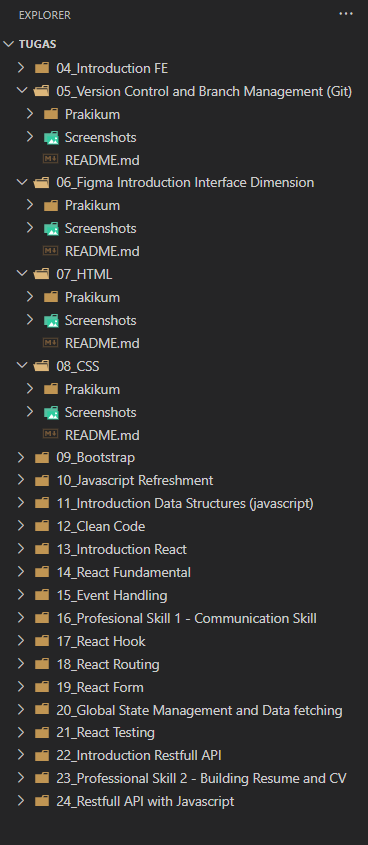 EXPLORER
TUGAS
04_Introduction FE
05_Version Control and Branch Management (Git)
Prakikum
Screenshots
README.md
06_Figma Introduction Interface Dimension
Prakikum
Screenshots
README.md
07_HTML
Prakikum
Screenshots
README.md
08_CSS
Prakikum
Screenshots
README.md
09_Bootstrap
10_Javascript Refreshment
11_Introduction Data Structures (javascript)
12_Clean Code
13_Introduction React
14_React Fundamental
15_Event Handling
16_Profesional Skill 1 - Communication Skill
17_React Hook
18_React Routing
19_React Form
20_Global State Management and Data fetching
21_React Testing
22_Introduction Restfull API
23_Professional Skill 2 - Building Resume and CV
24_Restfull API with Javascript